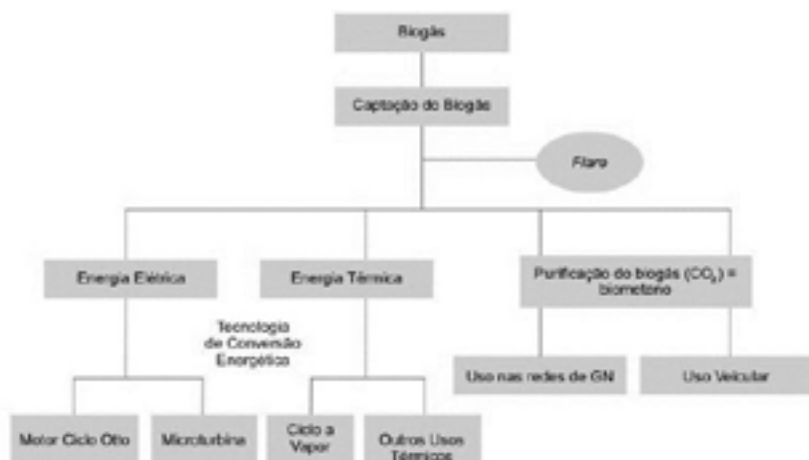 Biogás
Captação do Biogás
Flare
Energia Elétrica
Energia Térmica
Purificação do biogás (CO₂) =
biometano
Tecnologia
de Conversão
Energética
Uso nas redes de GN
Uso Veicular
Motor Ciclo Otto
Microturbina
Ciclo a
Vapor
Outros Usos
Térmicos